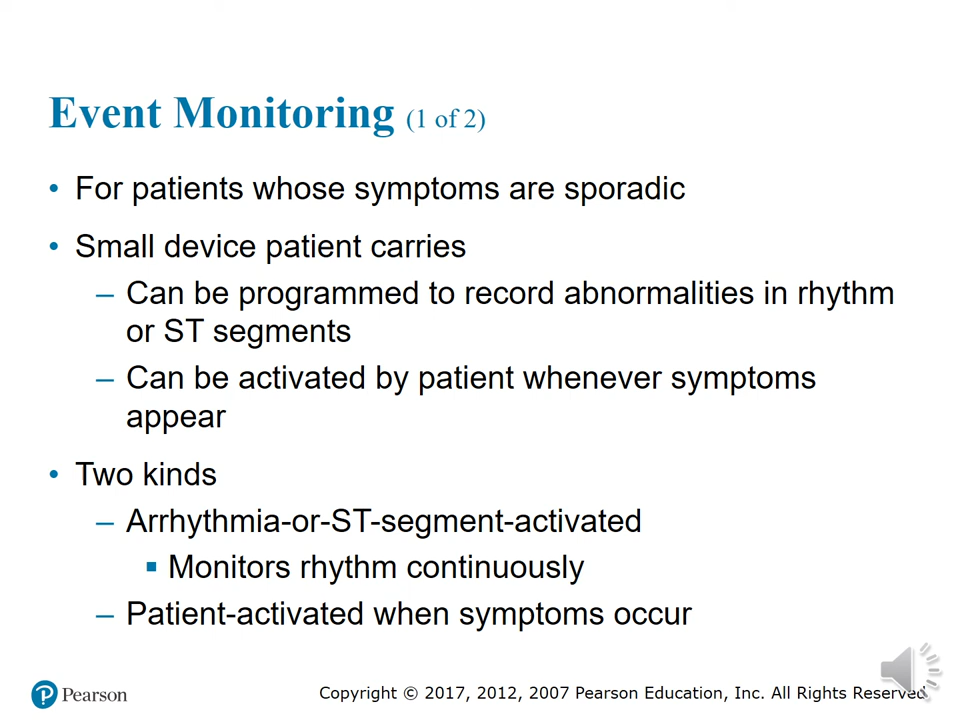 Event Monitoring (1 of 2)
• For patients whose symptoms are sporadic
• Small device patient carries
– Can be programmed to record abnormalities in rhythm
or ST segments
– Can be activated by patient whenever symptoms
appear
• Two kinds
– Arrhythmia-or-ST-segment-activated
▪ Monitors rhythm continuously
– Patient-activated when symptoms occur
Pearson
Copyright © 2017, 2012, 2007 Pearson Education, Inc. All Rights Reserved